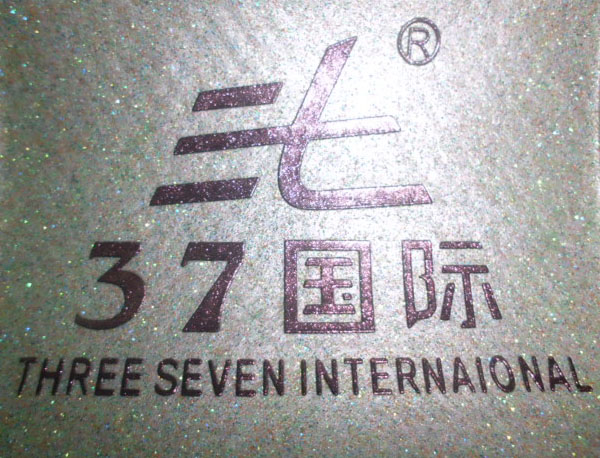 三七®
37国际
THREE SEVEN INTERNAIONAL